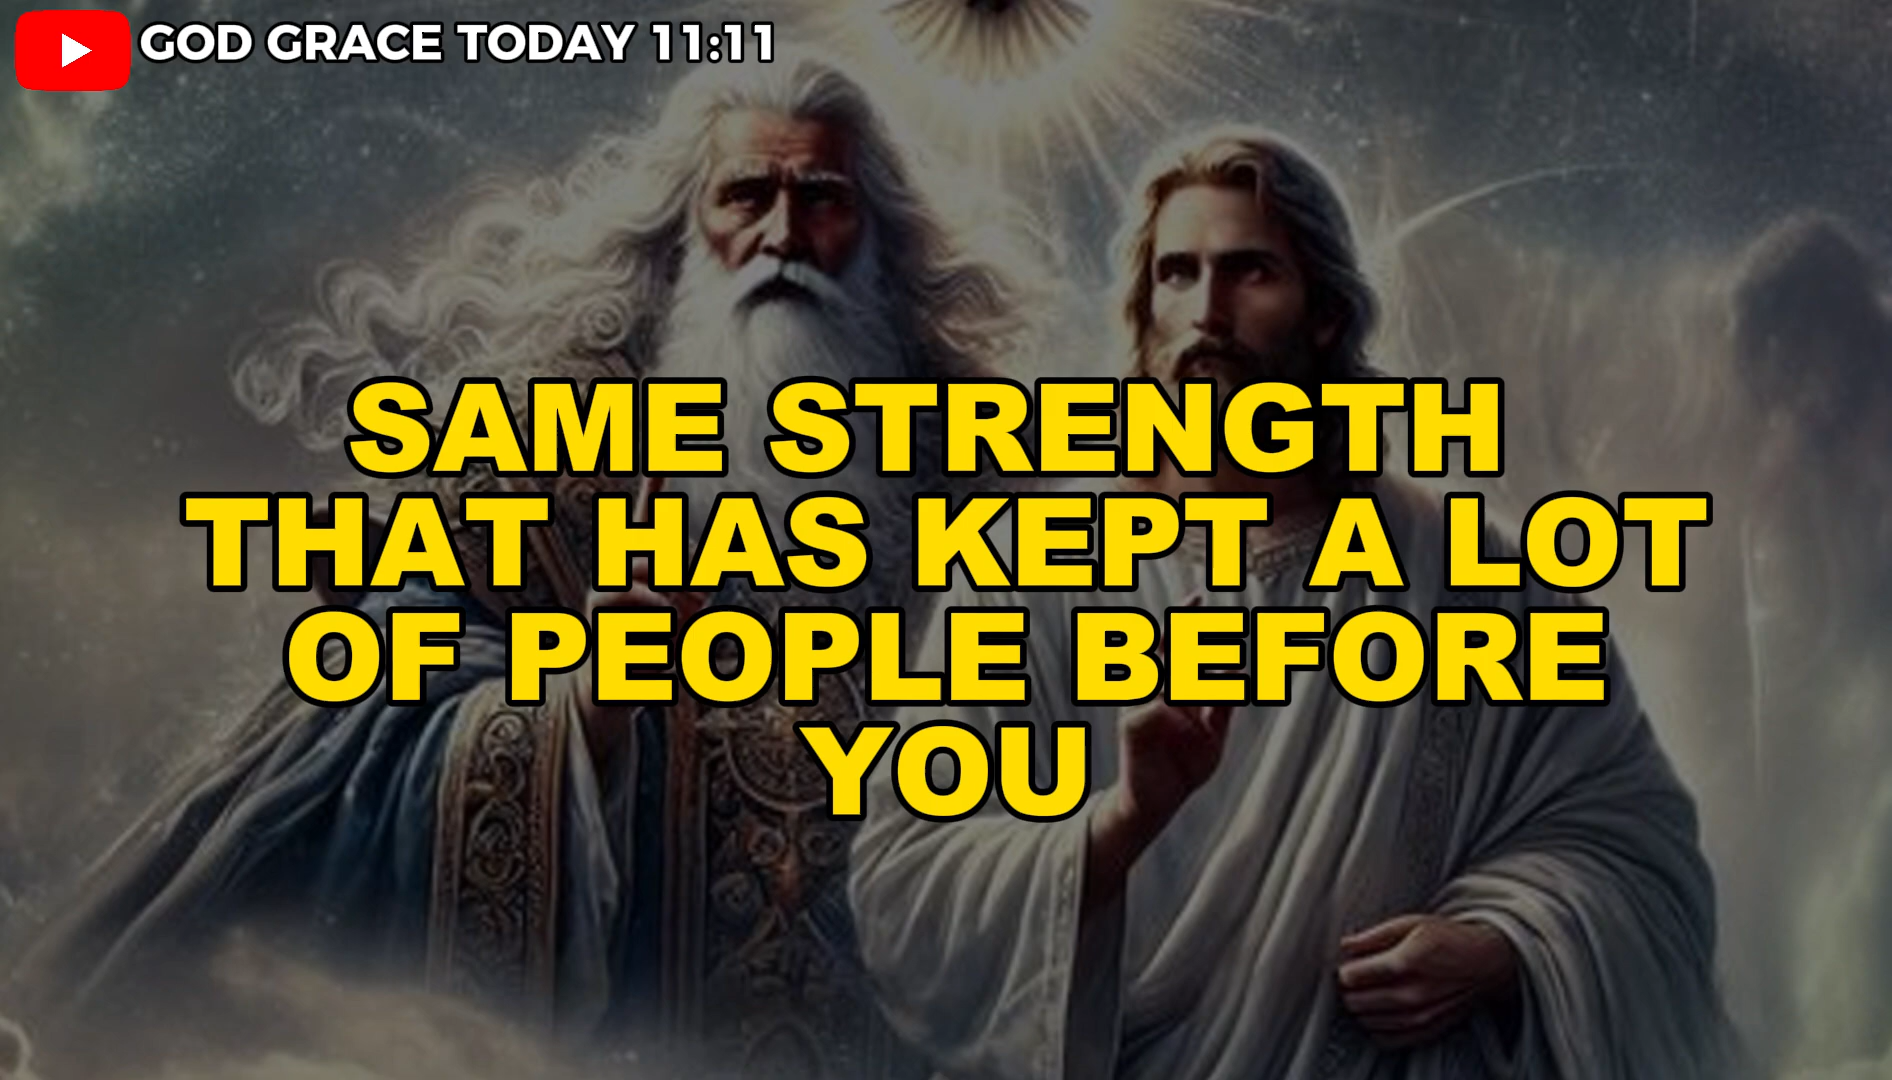 GOD GRACE TODAY 11:11
SAME STRENGTH
THAT HAS KEPT A LOT
OF PEOPLE BEFORE
YOU